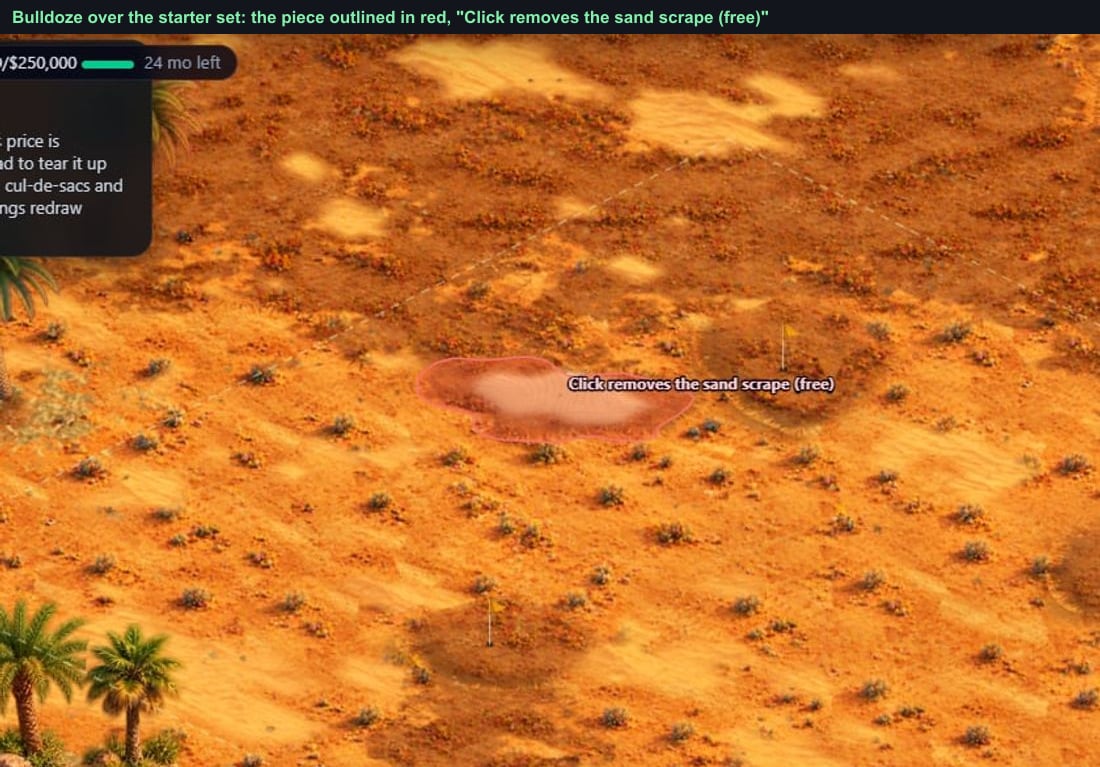 Bulldoze over the starter set: the piece outlined in red, "Click removes the sand scrape (free)"
/$250,000 24 mo left
price is
to tear it up
cul-de-sacs and
redraw
Click removes the sand scrape (free)